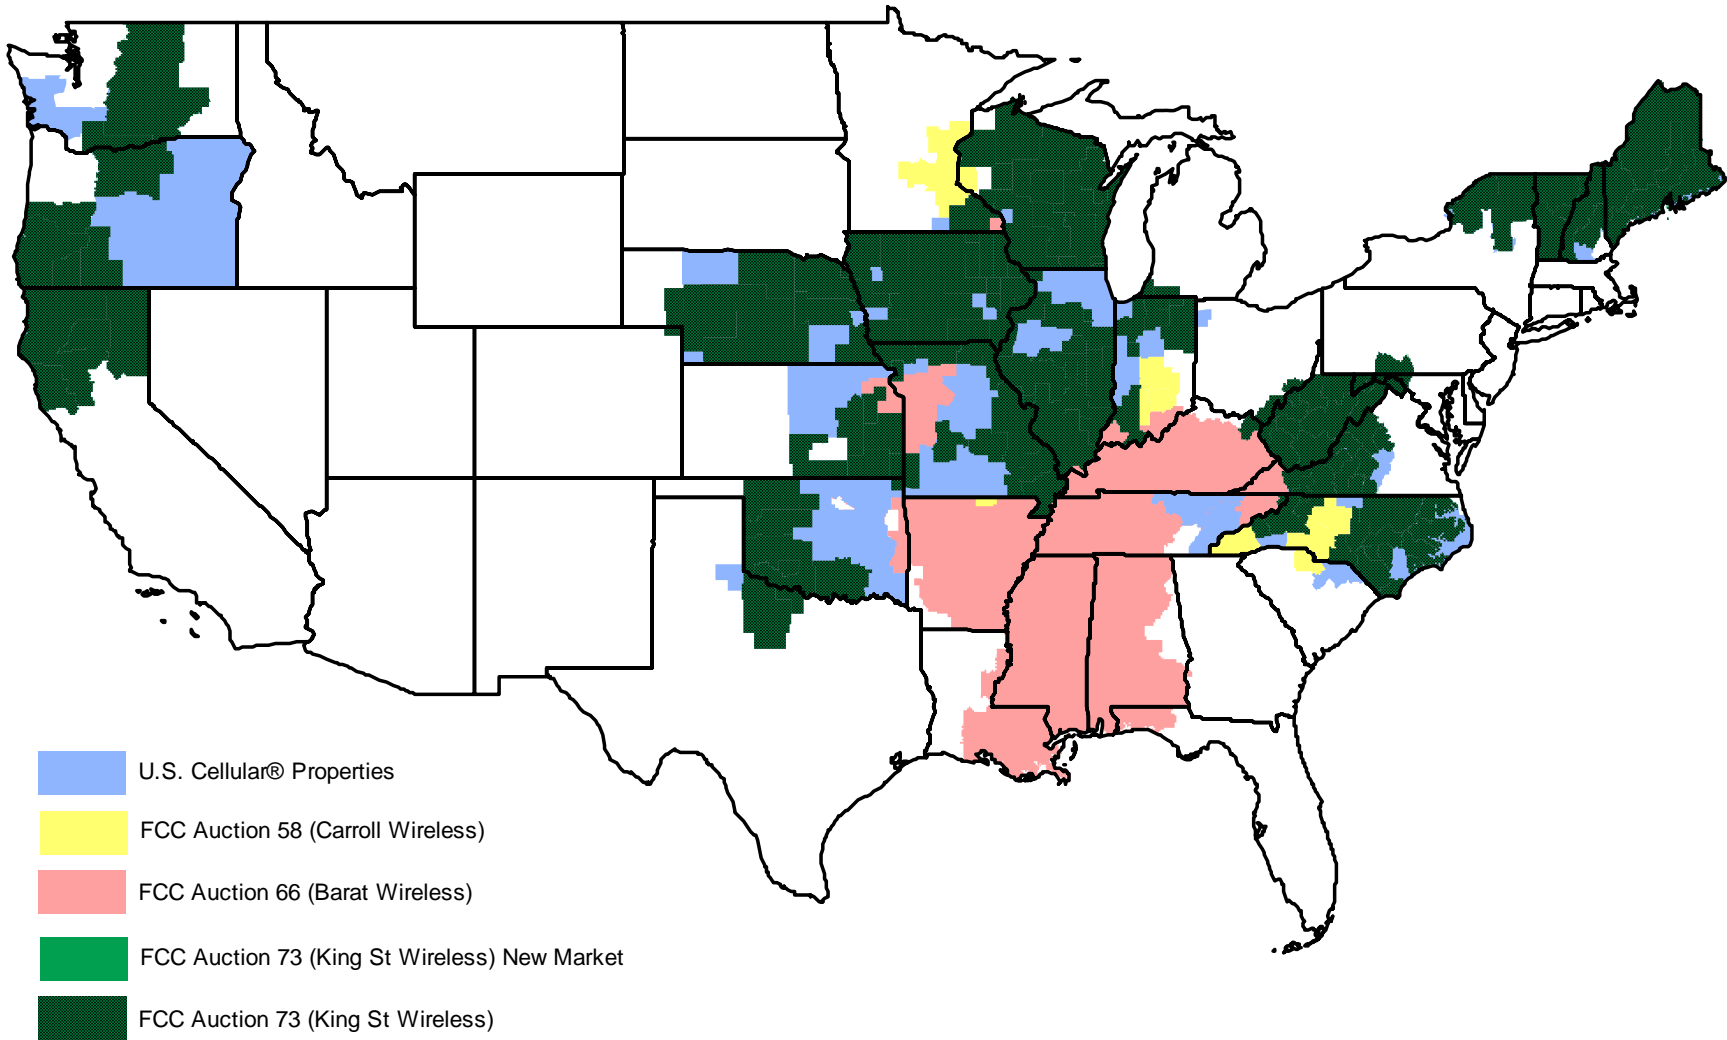 U.S. Cellular® Properties
FCC Auction 58 (Carroll Wireless)
FCC Auction 66 (Barat Wireless)
FCC Auction 73 (King St Wireless) New Market
FCC Auction 73 (King St Wireless)